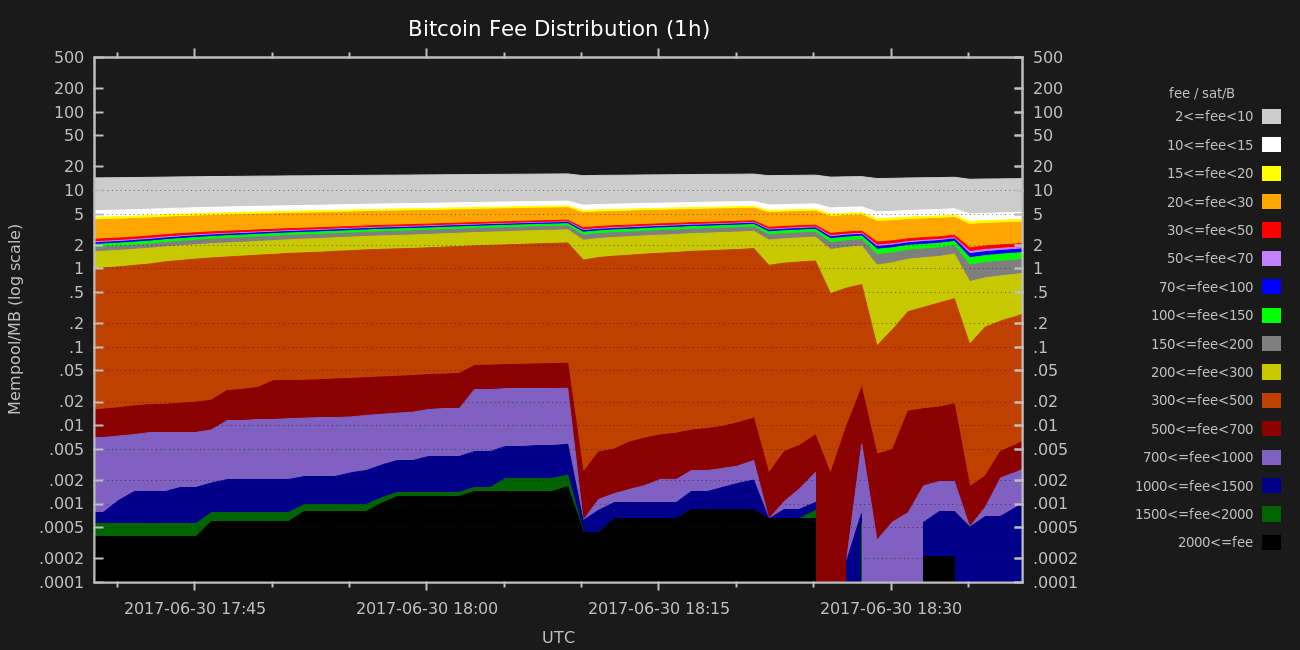 Bitcoin Fee Distribution (1h)
Mempool/MB (log scale)
500
200
100
50
20
10
5
2
1
.5
.2
.1
.05
.02
.01
.005
.002
.001
.0005
.0002
.0001
500
200
100
50
20
10
5
2
1
.5
.2
.1
.05
.02
.01
.005
.002
.001
.0005
.0002
.0001
2017-06-30 17:45
2017-06-30 18:00
2017-06-30 18:15
2017-06-30 18:30
UTC
fee / sat/B
2<=fee<10
10<=fee<15
15<=fee<20
20<=fee<30
30<=fee<50
50<=fee<70
70<=fee<100
100<=fee<150
150<=fee<200
200<=fee<300
300<=fee<500
500<=fee<700
700<=fee<1000
1000<=fee<1500
1500<=fee<2000
2000<=fee